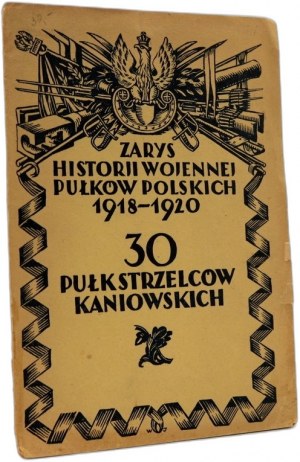 ZARYS
HISTORII WOJENNEJ
PUŁKÓW POLSKICH
1918-1920
30
PUŁK STRZELCÓW
KANIOWSKICH